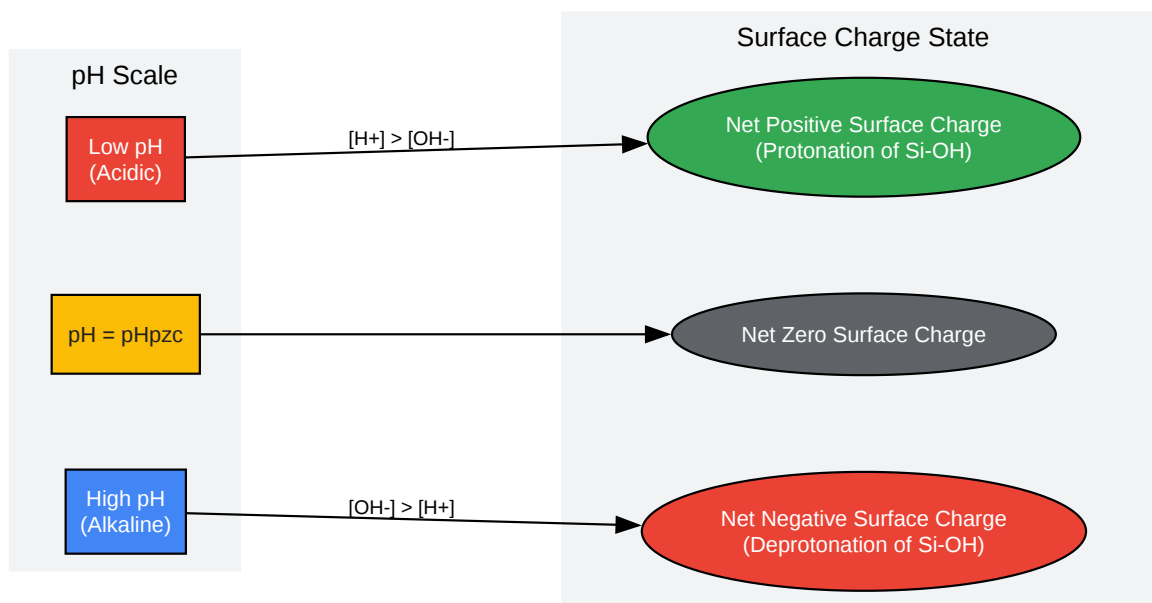 pH Scale
Surface Charge State
Low pH
(Acidic)
[H+] > [OH-]
Net Positive Surface Charge
(Protonation of Si-OH)
pH = pHpzc
Net Zero Surface Charge
High pH
(Alkaline)
[OH-] > [H+]
Net Negative Surface Charge
(Deprotonation of Si-OH)